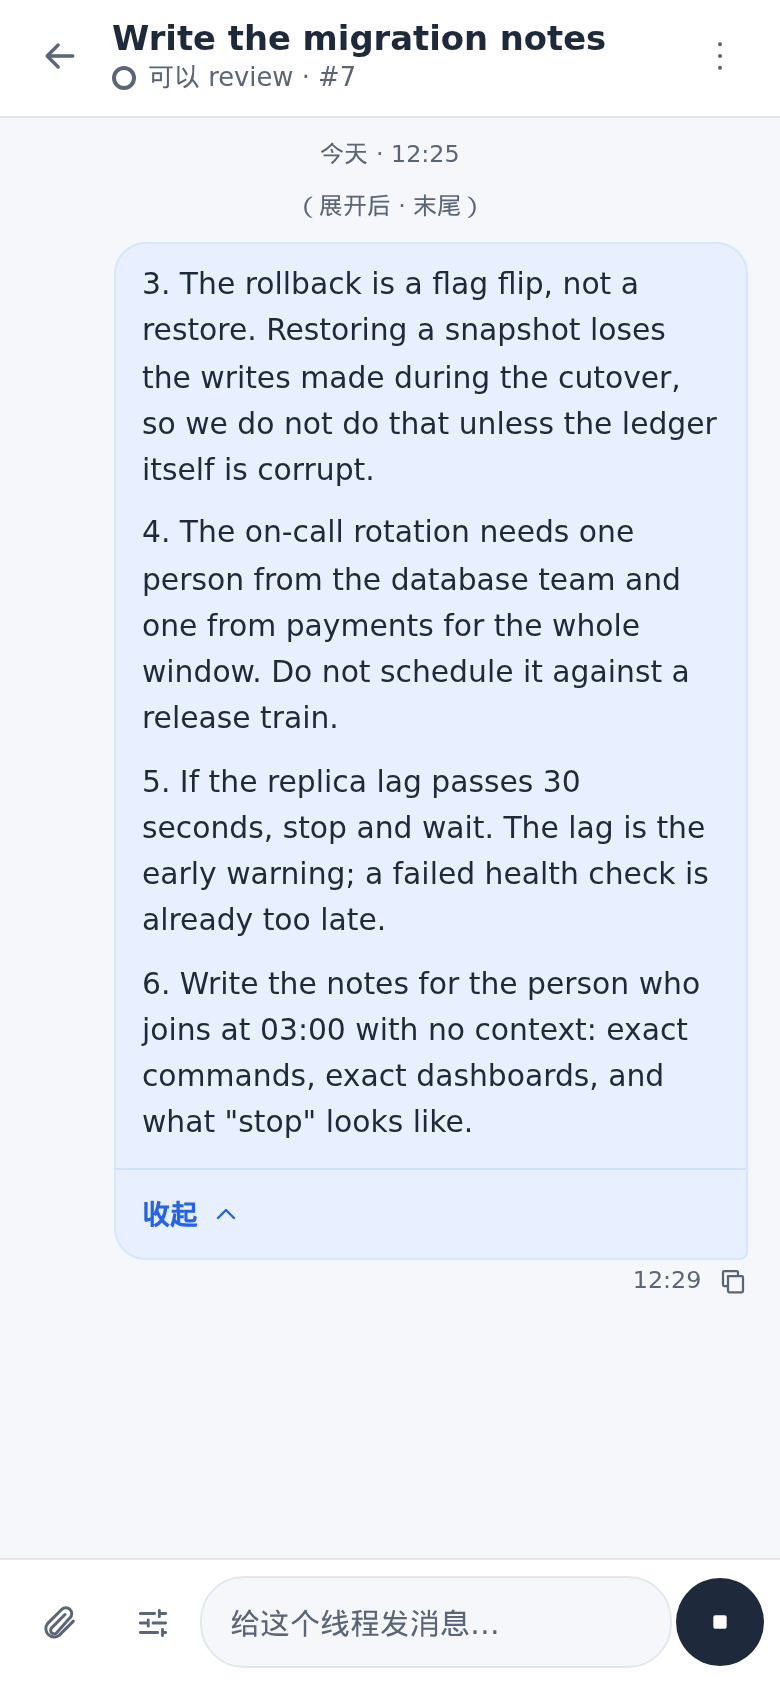 Write the migration notes
可以 review · #7
今天 · 12:25
（展开后 · 末尾）
3. The rollback is a flag flip, not a
restore. Restoring a snapshot loses
the writes made during the cutover,
so we do not do that unless the ledger
itself is corrupt.
4. The on-call rotation needs one
person from the database team and
one from payments for the whole
window. Do not schedule it against a
release train.
5. If the replica lag passes 30
seconds, stop and wait. The lag is the
early warning; a failed health check is
already too late.
6. Write the notes for the person who
joins at 03:00 with no context: exact
commands, exact dashboards, and
what "stop" looks like.
收起
12:29
给这个线程发消息...